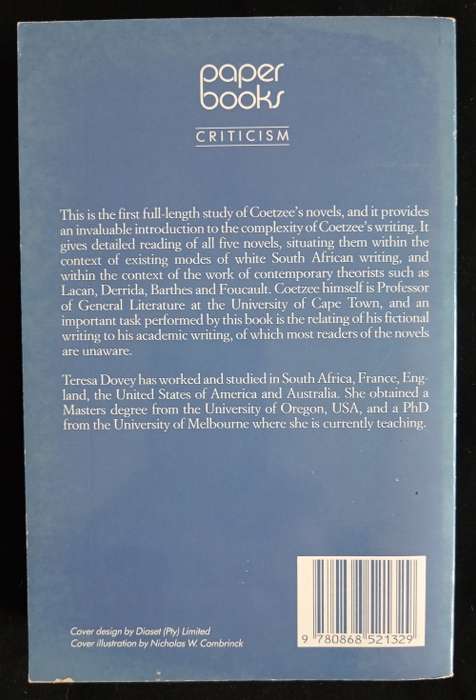 paper
books
CRITICISM
This is the first full-length study of Coetzee's novels, and it provides
an invaluable introduction to the complexity of Coetzee's writing. It
gives detailed reading of all five novels, situating them within the
context of existing modes of white South African writing, and
within the context of the work of contemporary theorists such as
Lacan, Derrida, Barthes and Foucault. Coetzee himself is Professor
of General Literature at the University of Cape Town, and an
important task performed by this book is the relating of his fictional
writing to his academic writing, of which most readers of the novels
are unaware.
Teresa Dovey has worked and studied in South Africa, France, Eng-
land, the United States of America and Australia. She obtained a
Masters degree from the University of Oregon, USA, and a PhD
from the University of Melbourne where she is currently teaching.
Cover design by Diaset (Pty) Limited
Cover illustration by Nicholas W. Combrinck
9 780868 521329